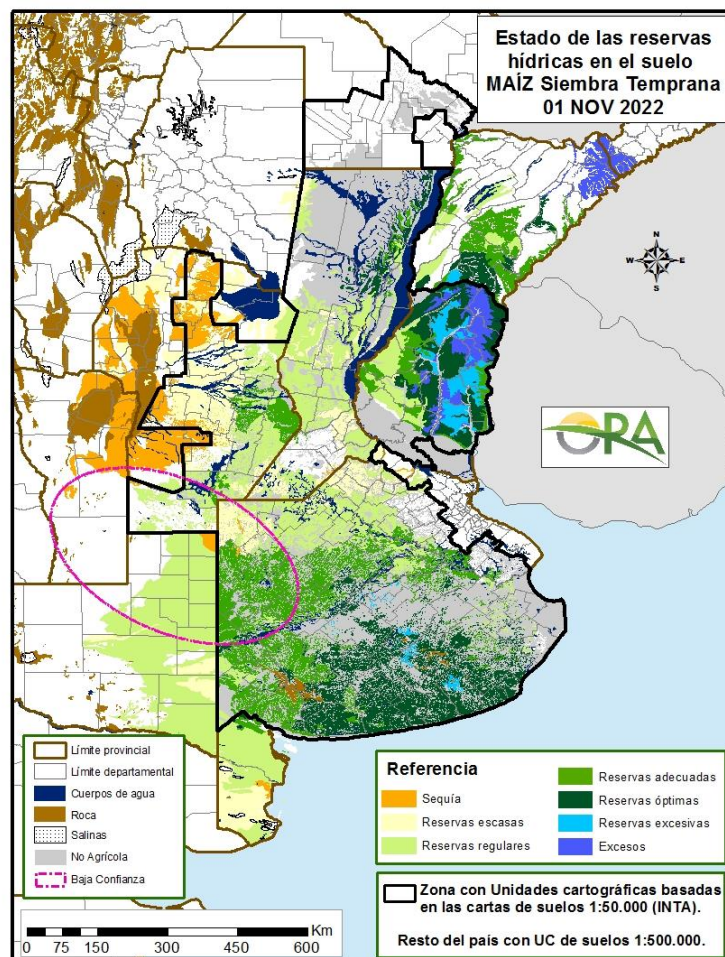 Estado de las reservas
hídricas en el suelo
MAÍZ Siembra Temprana
01 NOV 2022
N
W
E
S
ORA
Límite provincial
Límite departamental
Cuerpos de agua
Roca
Salinas
No Agrícola
Baja Confianza
Referencia
Sequía
Reservas escasas
Reservas regulares
Reservas adecuadas
Reservas óptimas
Reservas excesivas
Excesos
Zona con Unidades cartográficas basadas
en las cartas de suelos 1:50.000 (INTA).
Resto del país con UC de suelos 1:500.000.
Km
0 75 150 300 450 600